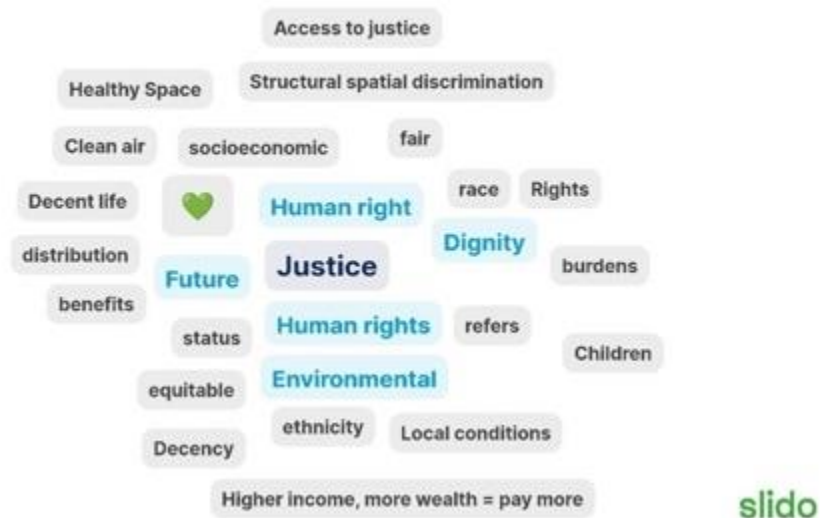 Access to justice
Healthy Space
Structural spatial discrimination
Clean air
socioeconomic
fair
Decent life
💚
Human right
race
Rights
distribution
Future
Justice
Dignity
burdens
benefits
status
Human rights
refers
Children
equitable
Environmental
Decency
ethnicity
Local conditions
Higher income, more wealth = pay more
slido